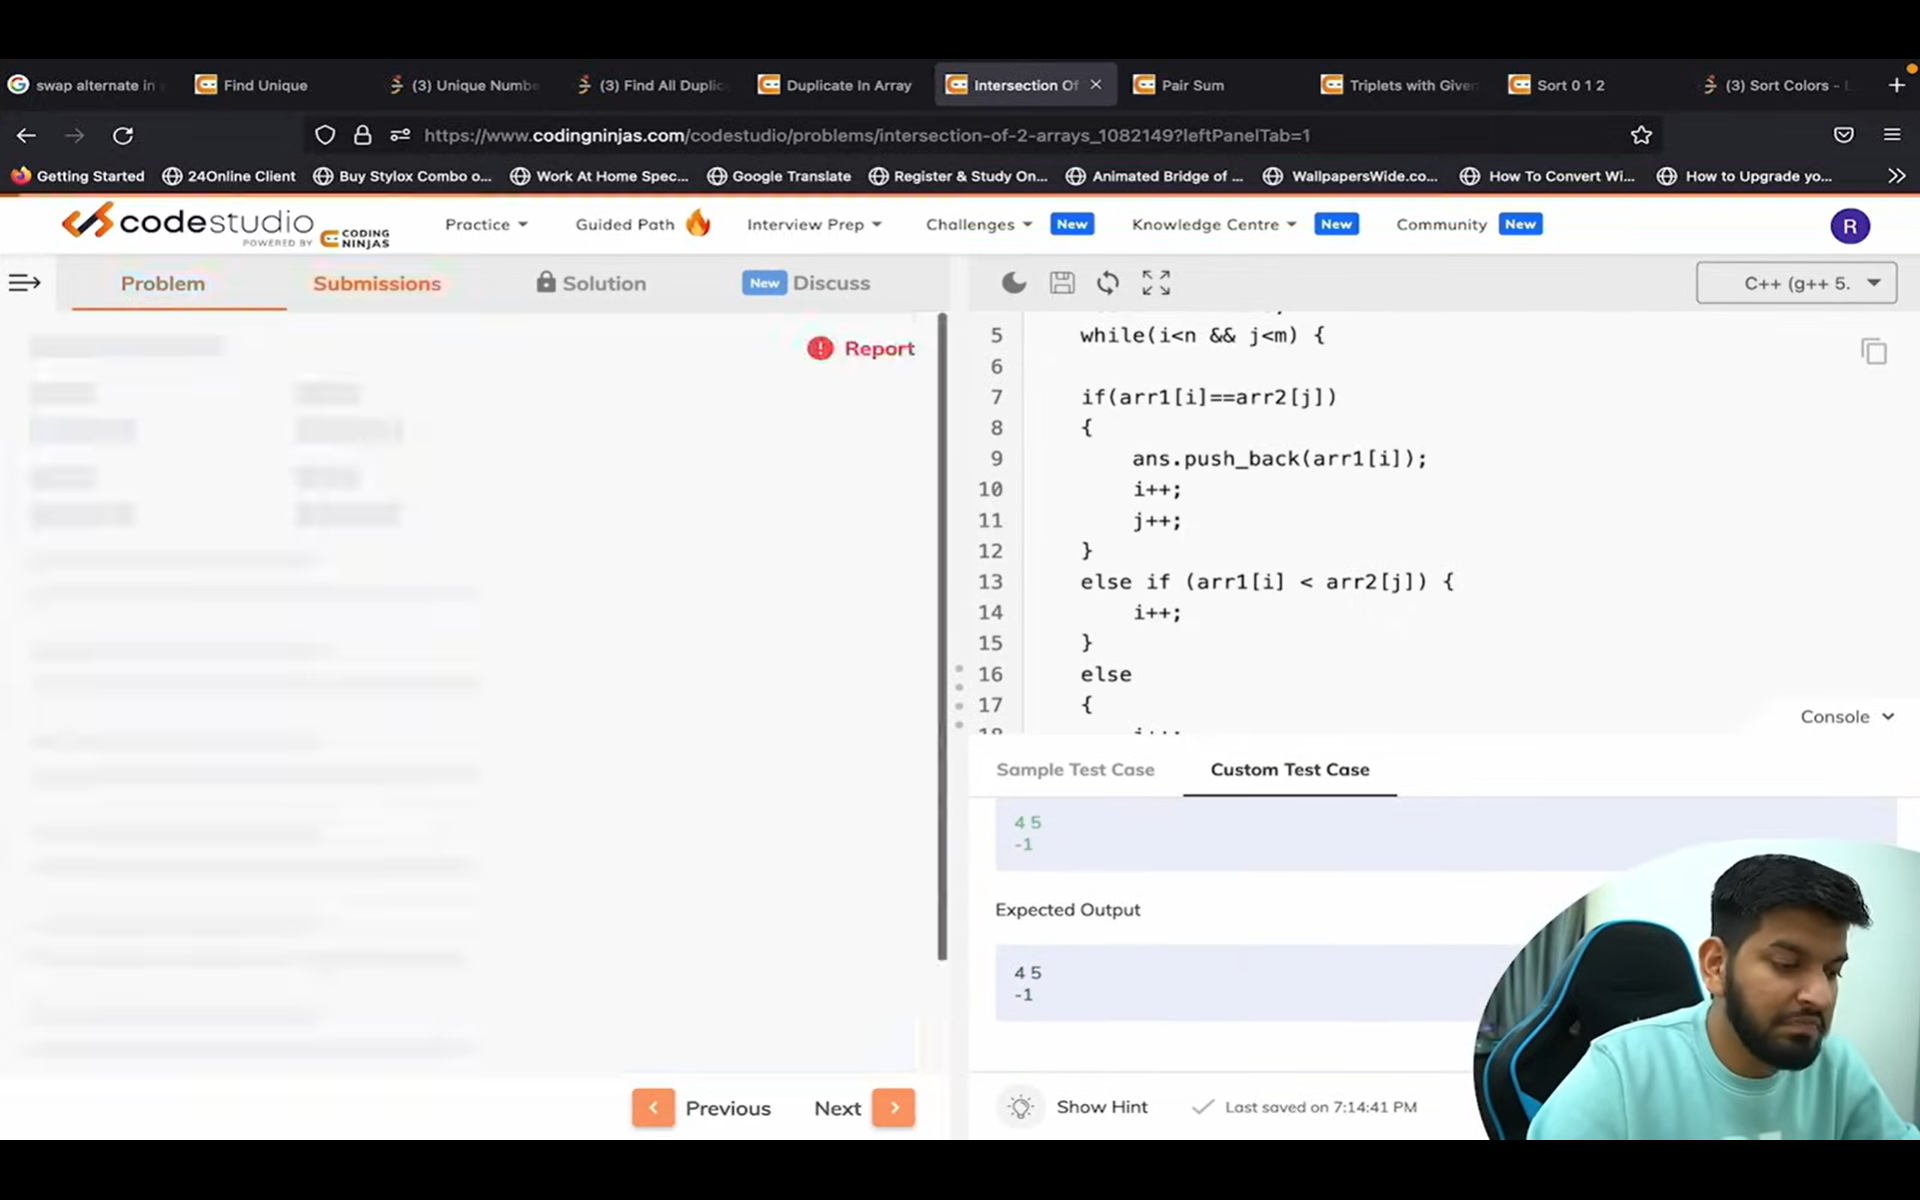 swap alternate in
Find Unique
(3) Unique Numbe
(3) Find All Duplic
Duplicate In Array
Intersection Of
Pair Sum
Triplets with Given
Sort 0 1 2
(3) Sort Colors - L
https://www.codingninjas.com/codestudio/problems/intersection-of-2-arrays_1082149?leftPanelTab=1
Getting Started
24Online Client
Buy Stylox Combo o...
Work At Home Spec...
Google Translate
Register & Study On...
Animated Bridge of ...
WallpapersWide.co...
How To Convert Wi...
How to Upgrade yo...
codestudio
POWERED BY CODING NINJAS
Practice
Guided Path
Interview Prep
Challenges New
Knowledge Centre New
Community New
R
Problem
Submissions
Solution
New Discuss
C++ (g++ 5.
Report
5 while(i<n && j<m) {
6
7 if(arr1[i]==arr2[j])
8 {
9 ans.push_back(arr1[i]);
10 i++;
11 j++;
12 }
13 else if (arr1[i] < arr2[j]) {
14 i++;
15 }
16 else
17 {
Console
Sample Test Case
Custom Test Case
4 5
-1
Expected Output
4 5
-1
Previous
Next
Show Hint
Last saved on 7:14:41 PM